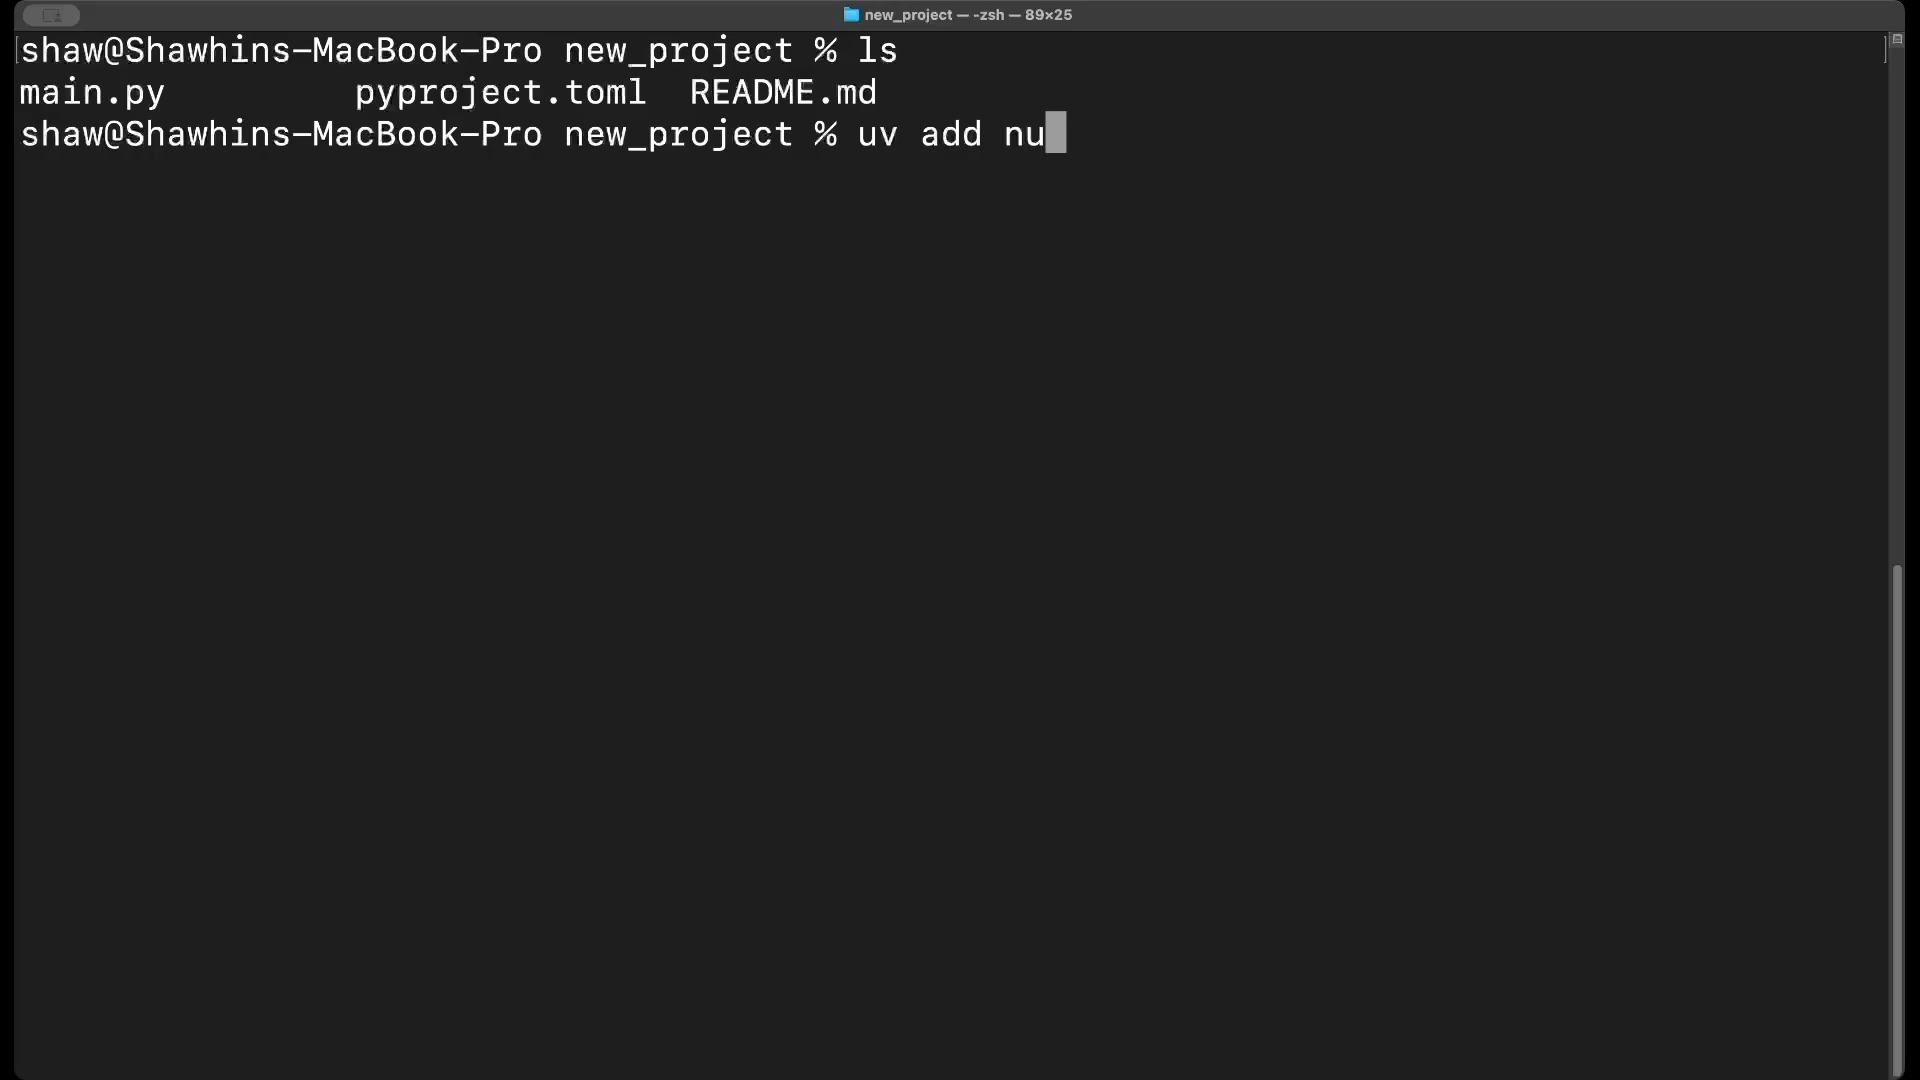 new_project — -zsh — 89×25
shaw@Shawhins-MacBook-Pro new_project % ls
main.py pyproject.toml README.md
shaw@Shawhins-MacBook-Pro new_project % uv add nu